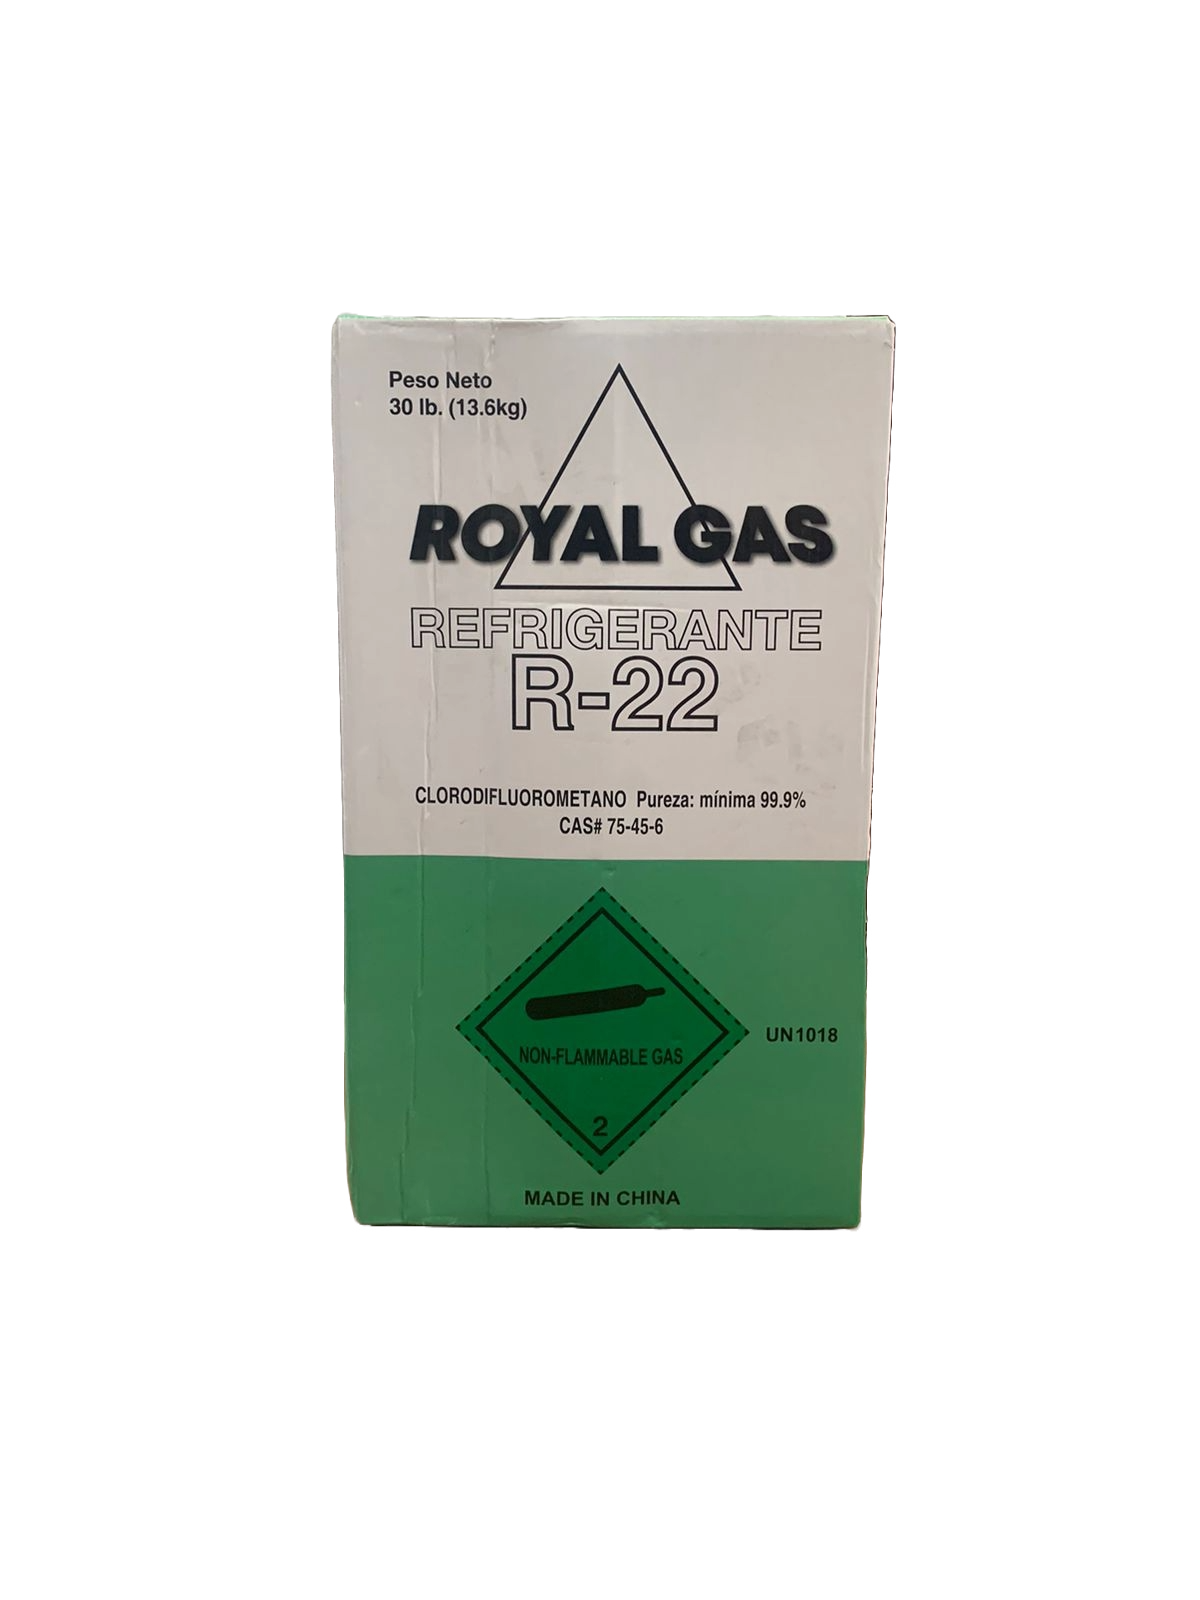 Peso Neto
30 lb. (13.6kg)
ROYAL GAS
REFRIGERANTE
R-22
CLORODIFLUOROMETANO Pureza: mínima 99.9%
CAS# 75-45-6
NON-FLAMMABLE GAS
UN1018
2
MADE IN CHINA